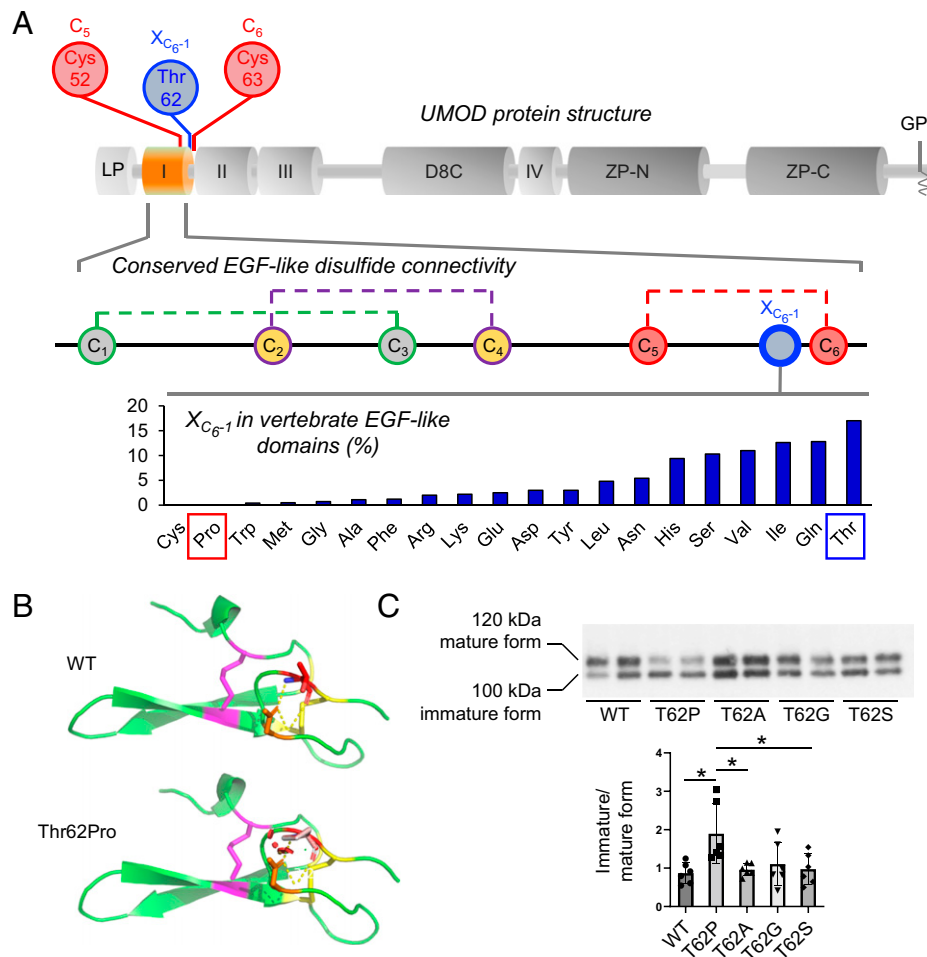 A
C5
XC6-1
C6
Cys
52
Thr
62
Cys
63
UMOD protein structure
GP
LP
I
II
III
D8C
IV
ZP-N
ZP-C
Conserved EGF-like disulfide connectivity
XC6-1
C1
C2
C3
C4
C5
C6
20
15
10
5
0
XC6-1 in vertebrate EGF-like
domains (%)
Cys
Pro
Trp
Met
Gly
Ala
Phe
Arg
Lys
Glu
Asp
Tyr
Leu
Asn
His
Ser
Val
Ile
Gln
Thr
B
WT
Thr62Pro
C
120 kDa
mature form
100 kDa
immature form
WT
T62P
T62A
T62G
T62S
Immature/
mature form
4
3
2
1
0
*
*
*
WT
T62P
T62A
T62G
T62S